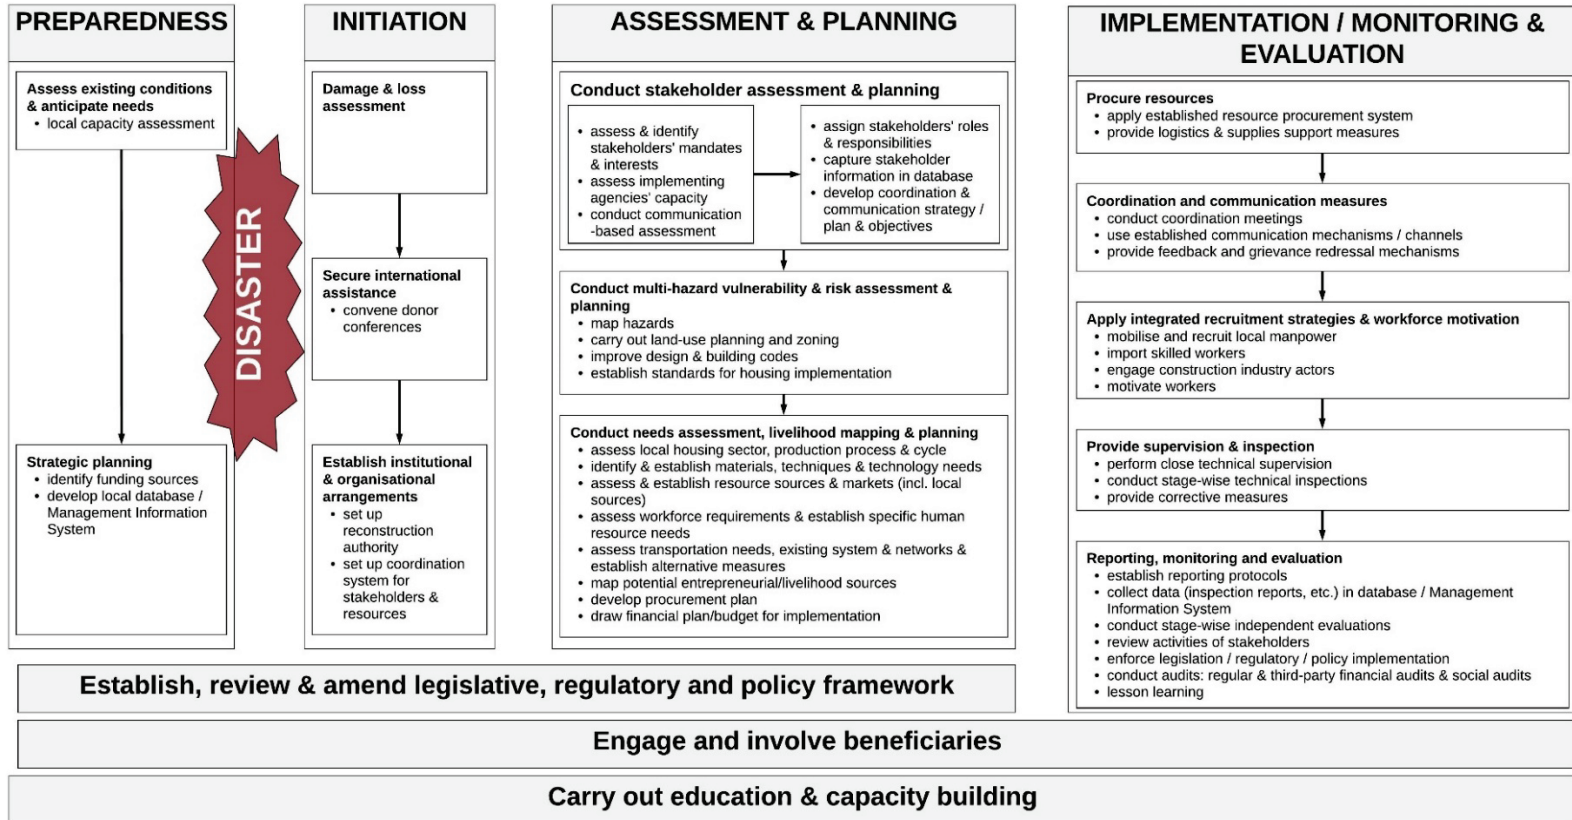 PREPAREDNESS
Assess existing conditions
& anticipate needs
• local capacity assessment
Strategic planning
• identify funding sources
• develop local database /
Management Information
System
DISASTER
INITIATION
Damage & loss
assessment
Secure international
assistance
• convene donor
conferences
Establish institutional
& organisational
arrangements
• set up
reconstruction
authority
• set up coordination
system for
stakeholders &
resources
ASSESSMENT & PLANNING
Conduct stakeholder assessment & planning
• assess & identify
stakeholders' mandates
& interests
• assess implementing
agencies' capacity
• conduct communication
-based assessment
• assign stakeholders' roles
& responsibilities
• capture stakeholder
information in database
• develop coordination &
communication strategy /
plan & objectives
Conduct multi-hazard vulnerability & risk assessment &
planning
• map hazards
• carry out land-use planning and zoning
• improve design & building codes
• establish standards for housing implementation
Conduct needs assessment, livelihood mapping & planning
• assess local housing sector, production process & cycle
• identify & establish materials, techniques & technology needs
• assess & establish resource sources & markets (incl. local
sources)
• assess workforce requirements & establish specific human
resource needs
• assess transportation needs, existing system & networks &
establish alternative measures
• map potential entrepreneurial/livelihood sources
• develop procurement plan
• draw financial plan/budget for implementation
IMPLEMENTATION / MONITORING &
EVALUATION
Procure resources
• apply established resource procurement system
• provide logistics & supplies support measures
Coordination and communication measures
• conduct coordination meetings
• use established communication mechanisms / channels
• provide feedback and grievance redressal mechanisms
Apply integrated recruitment strategies & workforce motivation
• mobilise and recruit local manpower
• import skilled workers
• engage construction industry actors
• motivate workers
Provide supervision & inspection
• perform close technical supervision
• conduct stage-wise technical inspections
• provide corrective measures
Reporting, monitoring and evaluation
• establish reporting protocols
• collect data (inspection reports, etc.) in database / Management
Information System
• conduct stage-wise independent evaluations
• review activities of stakeholders
• enforce legislation / regulatory / policy implementation
• conduct audits: regular & third-party financial audits & social audits
• lesson learning
Establish, review & amend legislative, regulatory and policy framework
Engage and involve beneficiaries
Carry out education & capacity building